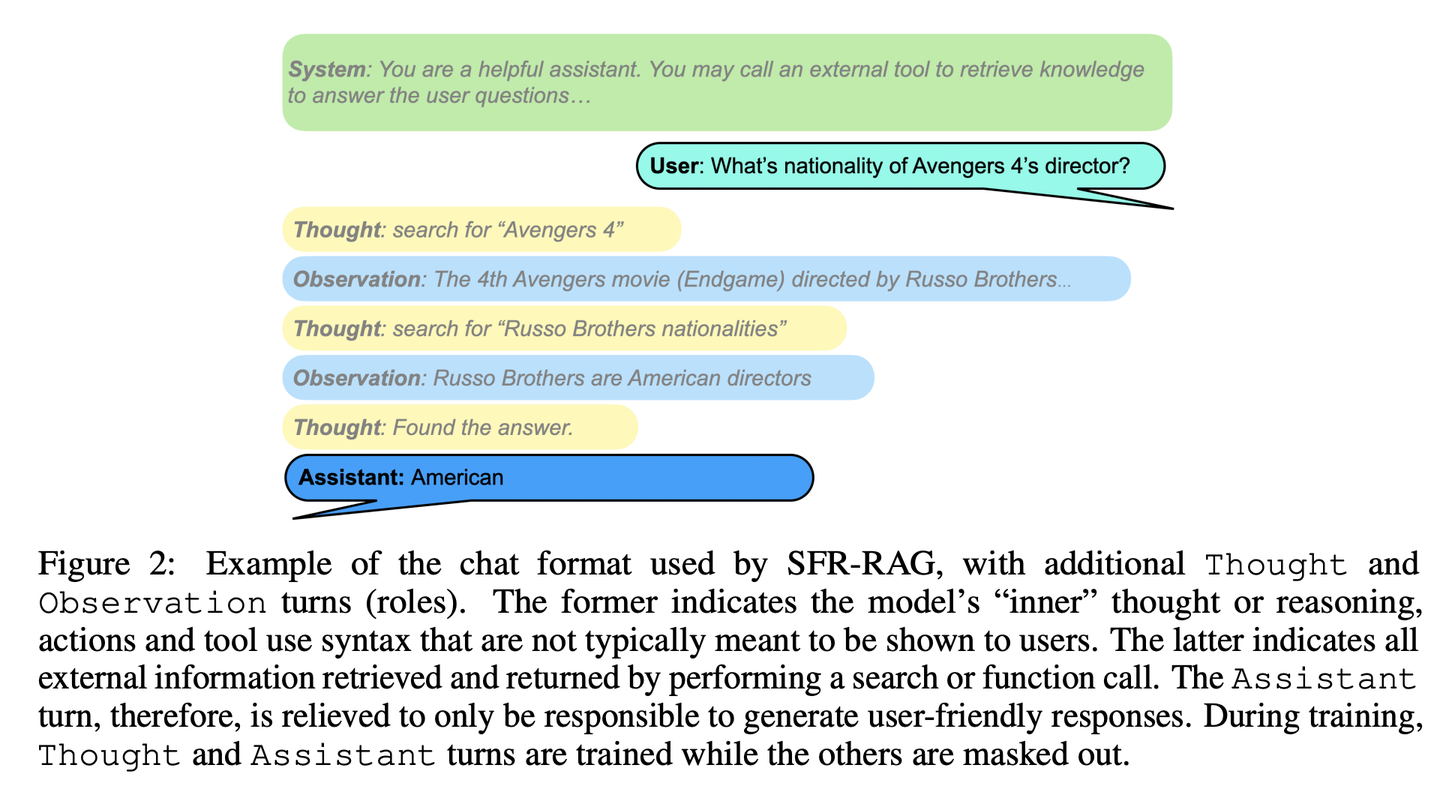 System: You are a helpful assistant. You may call an external tool to retrieve knowledge
to answer the user questions…
User: What’s nationality of Avengers 4’s director?
Thought: search for “Avengers 4”
Observation: The 4th Avengers movie (Endgame) directed by Russo Brothers…
Thought: search for “Russo Brothers nationalities”
Observation: Russo Brothers are American directors
Thought: Found the answer.
Assistant: American
Figure 2: Example of the chat format used by SFR-RAG, with additional Thought and
Observation turns (roles). The former indicates the model’s “inner” thought or reasoning,
actions and tool use syntax that are not typically meant to be shown to users. The latter indicates all
external information retrieved and returned by performing a search or function call. The Assistant
turn, therefore, is relieved to only be responsible to generate user-friendly responses. During training,
Thought and Assistant turns are trained while the others are masked out.